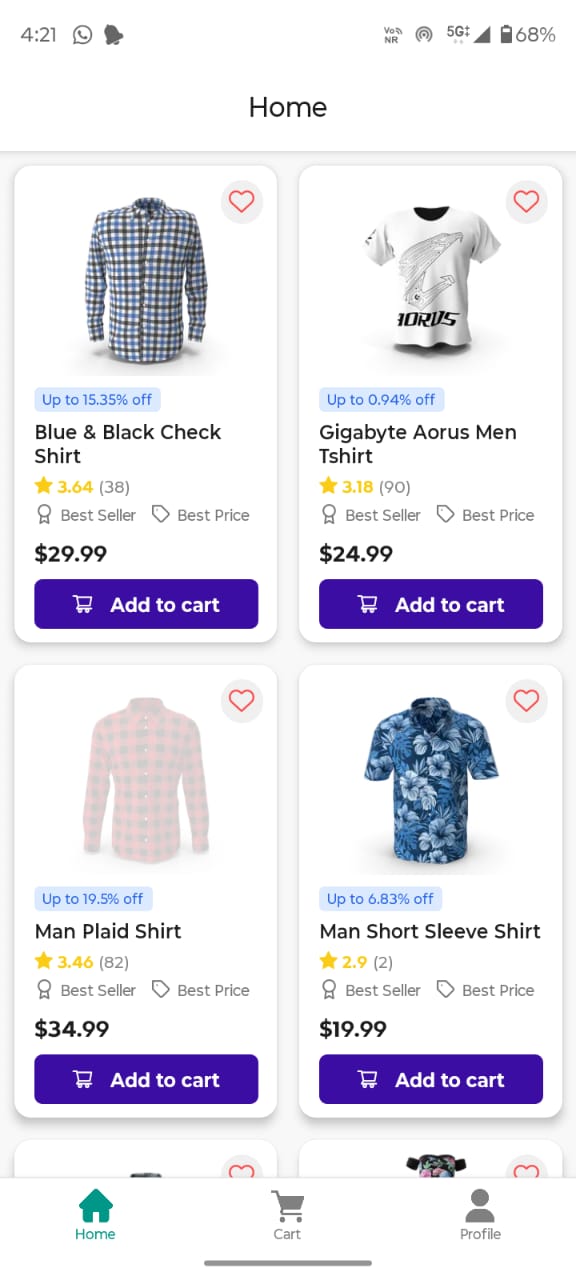 4:21
Vo
NR
5G
68%
Home
Up to 15.35% off
Blue & Black Check
Shirt
3.64 (38)
Best Seller Best Price
$29.99
Add to cart
AORUS
Up to 0.94% off
Gigabyte Aorus Men
Tshirt
3.18 (90)
Best Seller Best Price
$24.99
Add to cart
Up to 19.5% off
Man Plaid Shirt
3.46 (82)
Best Seller Best Price
$34.99
Add to cart
Up to 6.83% off
Man Short Sleeve Shirt
2.9 (2)
Best Seller Best Price
$19.99
Add to cart
Home
Cart
Profile